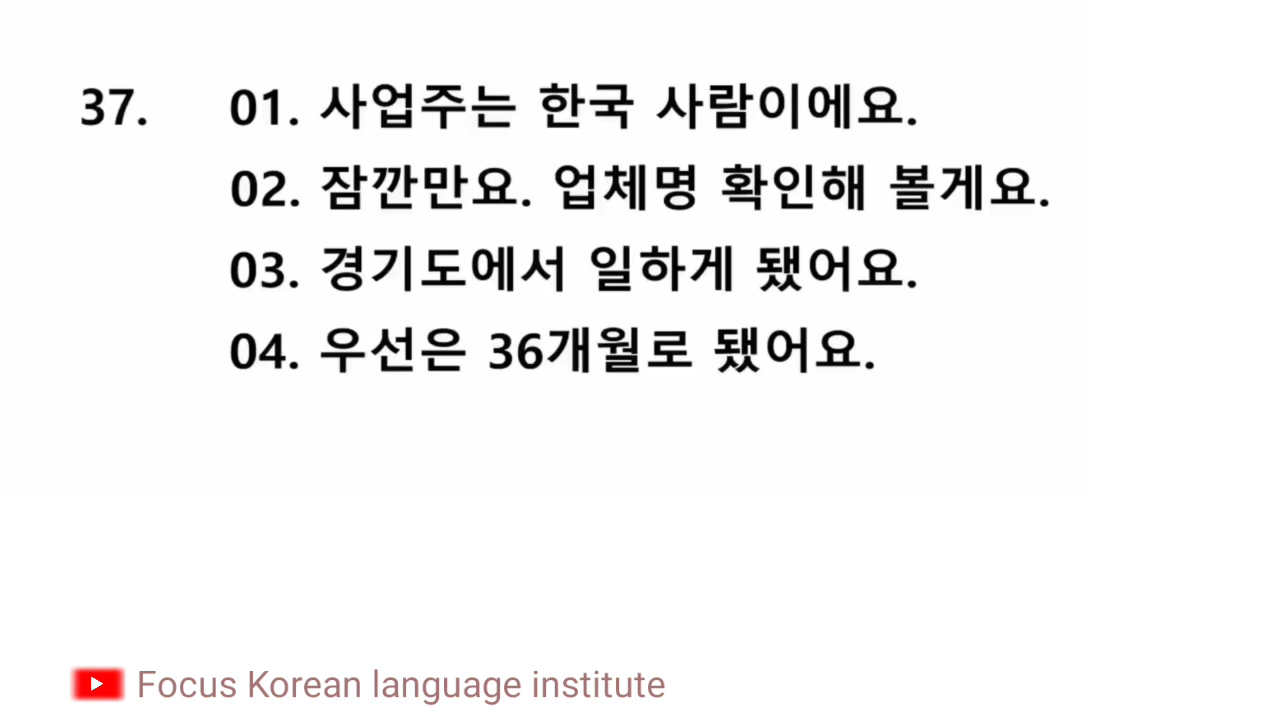 37. 01. 사업주는 한국 사람이에요.
02. 잠깐만요. 업체명 확인해 볼게요.
03. 경기도에서 일하게 됐어요.
04. 우선은 36개월로 됐어요.
Focus Korean language institute